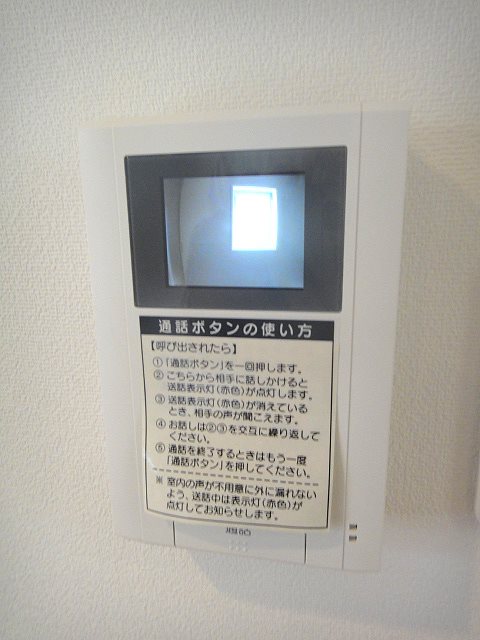 通話ボタンの使い方
【呼び出されたら】
①「通話ボタン」を一回押します。
② こちらから相手に話しかけると
送話表示灯(赤色)が点灯します。
③ 送話表示灯(赤色)が消えている
とき、相手の声が聞こえます。
④ お話しは②③を交互に繰り返して
ください。
⑤ 通話を終了するときはもう一度
「通話ボタン」を押してください。
※ 室内の声が不用意に外に漏れない
よう、送話中は表示灯(赤色)が
点灯してお知らせします。